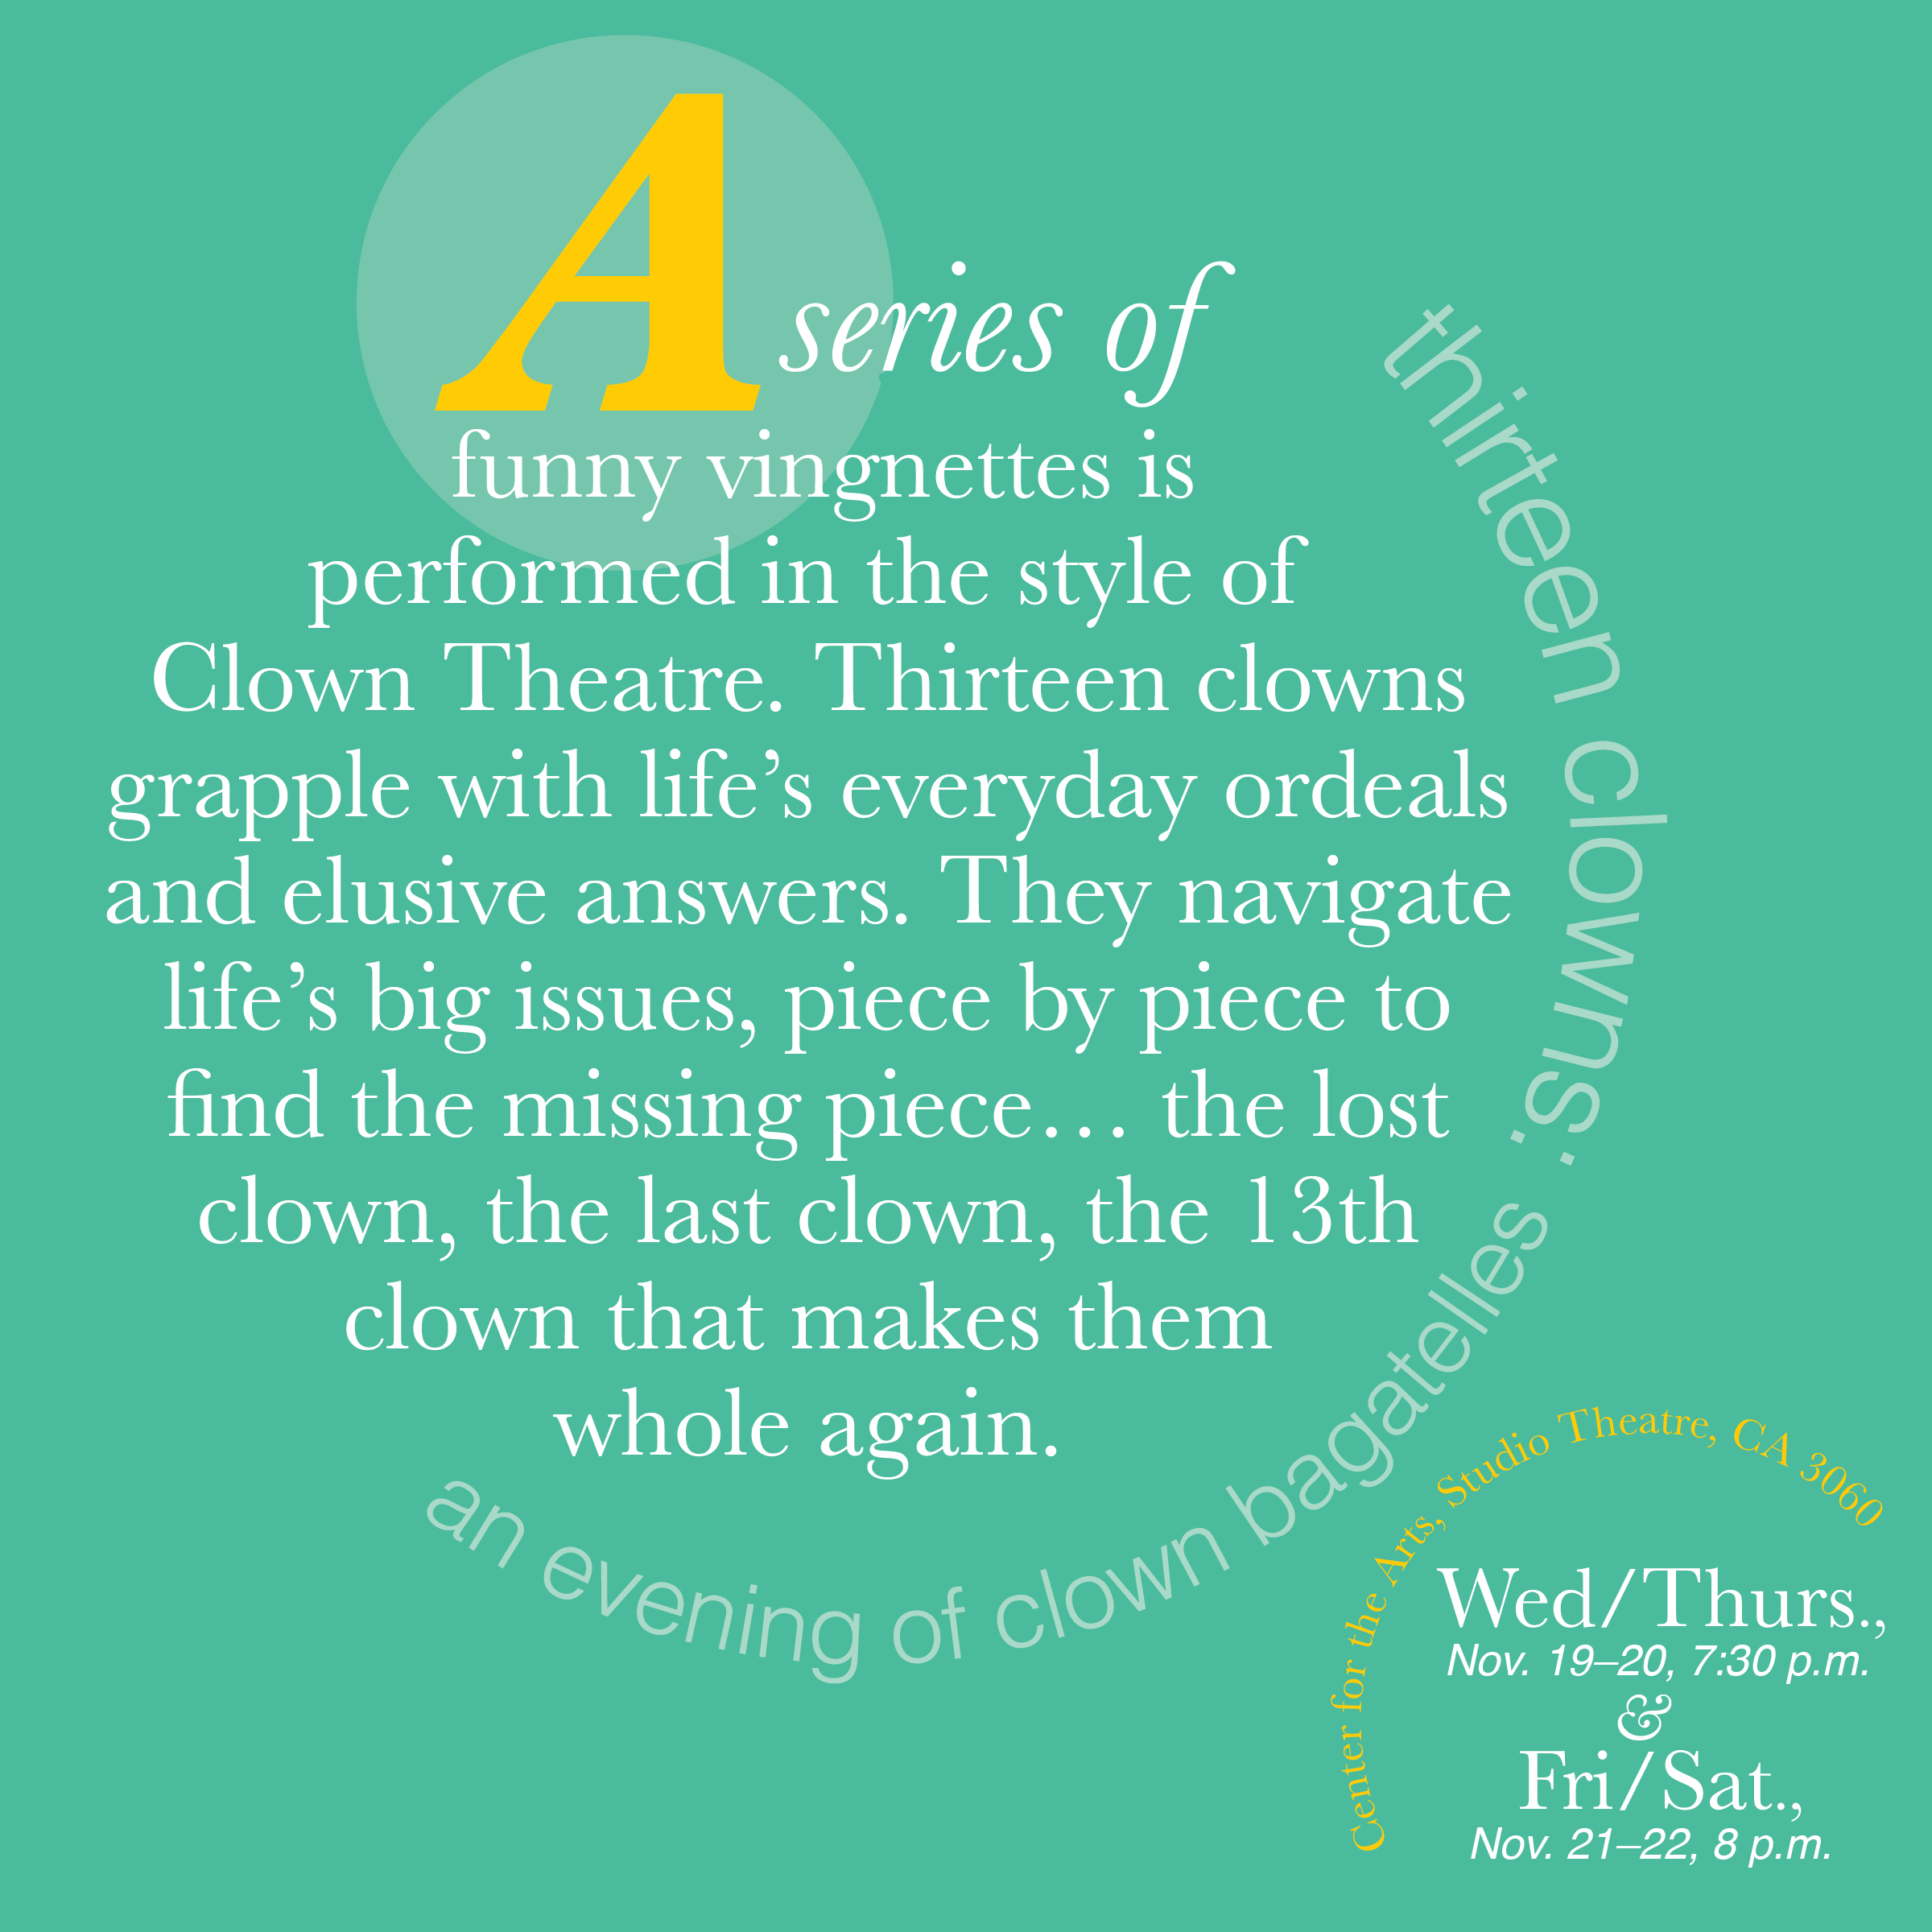 A series of
funny vingnettes is
performed in the style of
Clown Theatre. Thirteen clowns
grapple with life’s everyday ordeals
and elusive answers. They navigate
life’s big issues, piece by piece to
find the missing piece… the lost
clown, the last clown, the 13th
clown that makes them
whole again.
thirteen clowns:
an evening of clown bagatelles
Center for the Arts, Studio Theatre, CA 3060
Wed/Thurs.,
Nov. 19–20, 7:30 p.m.
&
Fri/Sat.,
Nov. 21–22, 8 p.m.